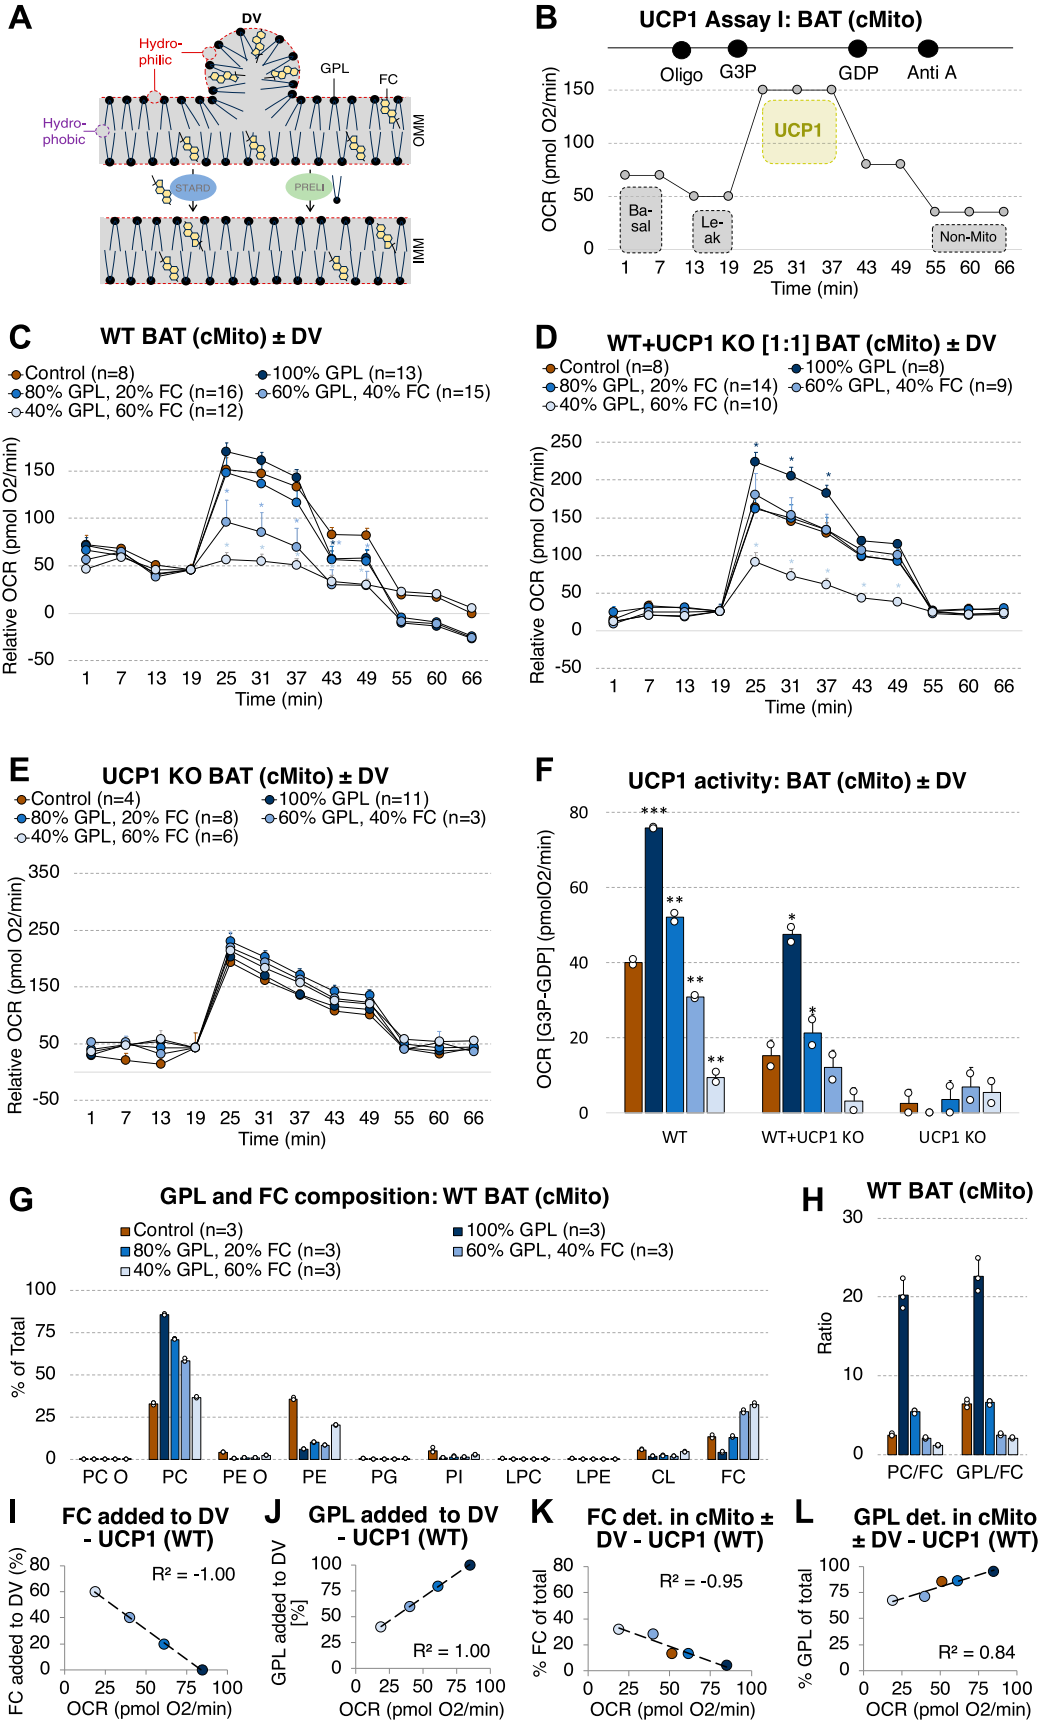 A
DV
Hydro-
philic
GPL
FC
Hydro-
phobic
OMM
STARD
PRELI
IMM
B
UCP1 Assay I: BAT (cMito)
Oligo
G3P
GDP
Anti A
OCR (pmol O2/min)
150
100
50
0
UCP1
Ba-
sal
Le-
ak
Non-Mito
1 7 13 19 25 31 37 43 49 55 60 66
Time (min)
C
WT BAT (cMito) ± DV
Control (n=8)
100% GPL (n=13)
80% GPL, 20% FC (n=16)
60% GPL, 40% FC (n=15)
40% GPL, 60% FC (n=12)
Relative OCR (pmol O2/min)
150
100
50
0
-50
1 7 13 19 25 31 37 43 49 55 60 66
Time (min)
D
WT+UCP1 KO [1:1] BAT (cMito) ± DV
Control (n=8)
100% GPL (n=8)
80% GPL, 20% FC (n=14)
60% GPL, 40% FC (n=9)
40% GPL, 60% FC (n=10)
Relative OCR (pmol O2/min)
250
200
150
100
50
0
-50
1 7 13 19 25 31 37 43 49 55 60 66
Time (min)
E
UCP1 KO BAT (cMito) ± DV
Control (n=4)
100% GPL (n=11)
80% GPL, 20% FC (n=8)
60% GPL, 40% FC (n=3)
40% GPL, 60% FC (n=6)
Relative OCR (pmol O2/min)
350
250
150
50
-50
1 7 13 19 25 31 37 43 49 55 60 66
Time (min)
F
UCP1 activity: BAT (cMito) ± DV
OCR [G3P-GDP] (pmolO2/min)
80
60
40
20
0
***
**
**
**
*
*
WT
WT+UCP1 KO
UCP1 KO
G
GPL and FC composition: WT BAT (cMito)
Control (n=3)
100% GPL (n=3)
80% GPL, 20% FC (n=3)
60% GPL, 40% FC (n=3)
40% GPL, 60% FC (n=3)
% of Total
100
75
50
25
0
PC O PC PE O PE PG PI LPC LPE CL FC
H
WT BAT (cMito)
Ratio
30
20
10
0
PC/FC GPL/FC
I
FC added to DV
- UCP1 (WT)
FC added to DV (%)
80
60
40
20
0
R² = -1.00
0 25 50 75 100
OCR (pmol O2/min)
J
GPL added to DV
- UCP1 (WT)
GPL added to DV
[%]
100
75
50
25
0
R² = 1.00
0 25 50 75 100
OCR (pmol O2/min)
K
FC det. in cMito ±
DV - UCP1 (WT)
% FC of total
80
60
40
20
0
R² = -0.95
0 25 50 75 100
OCR (pmol O2/min)
L
GPL det. in cMito
± DV - UCP1 (WT)
% GPL of total
100
75
50
25
0
R² = 0.84
0 25 50 75 100
OCR (pmol O2/min)